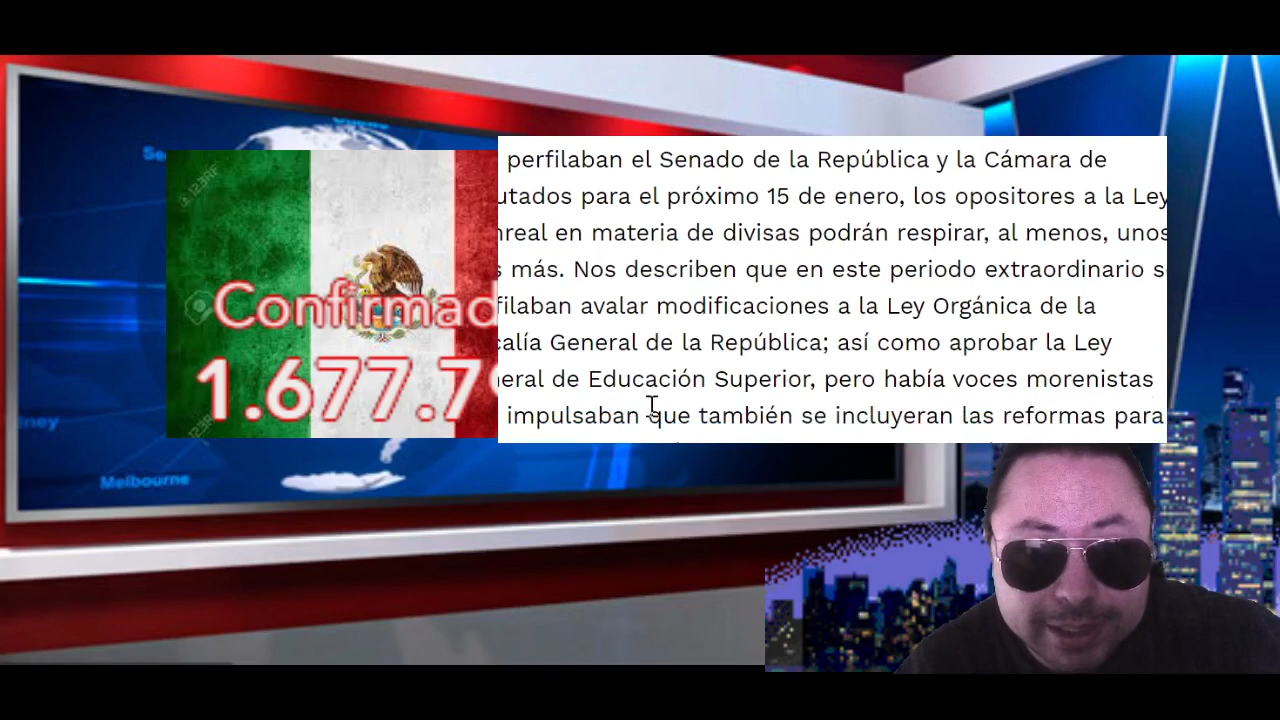 123RF
Confirmad
1.677.7
Melbourne
ney
perfilaban el Senado de la República y la Cámara de
utados para el próximo 15 de enero, los opositores a la Ley
nreal en materia de divisas podrán respirar, al menos, unos
s más. Nos describen que en este periodo extraordinario s
filaban avalar modificaciones a la Ley Orgánica de la
calía General de la República; así como aprobar la Ley
neral de Educación Superior, pero había voces morenistas
impulsaban que también se incluyeran las reformas para